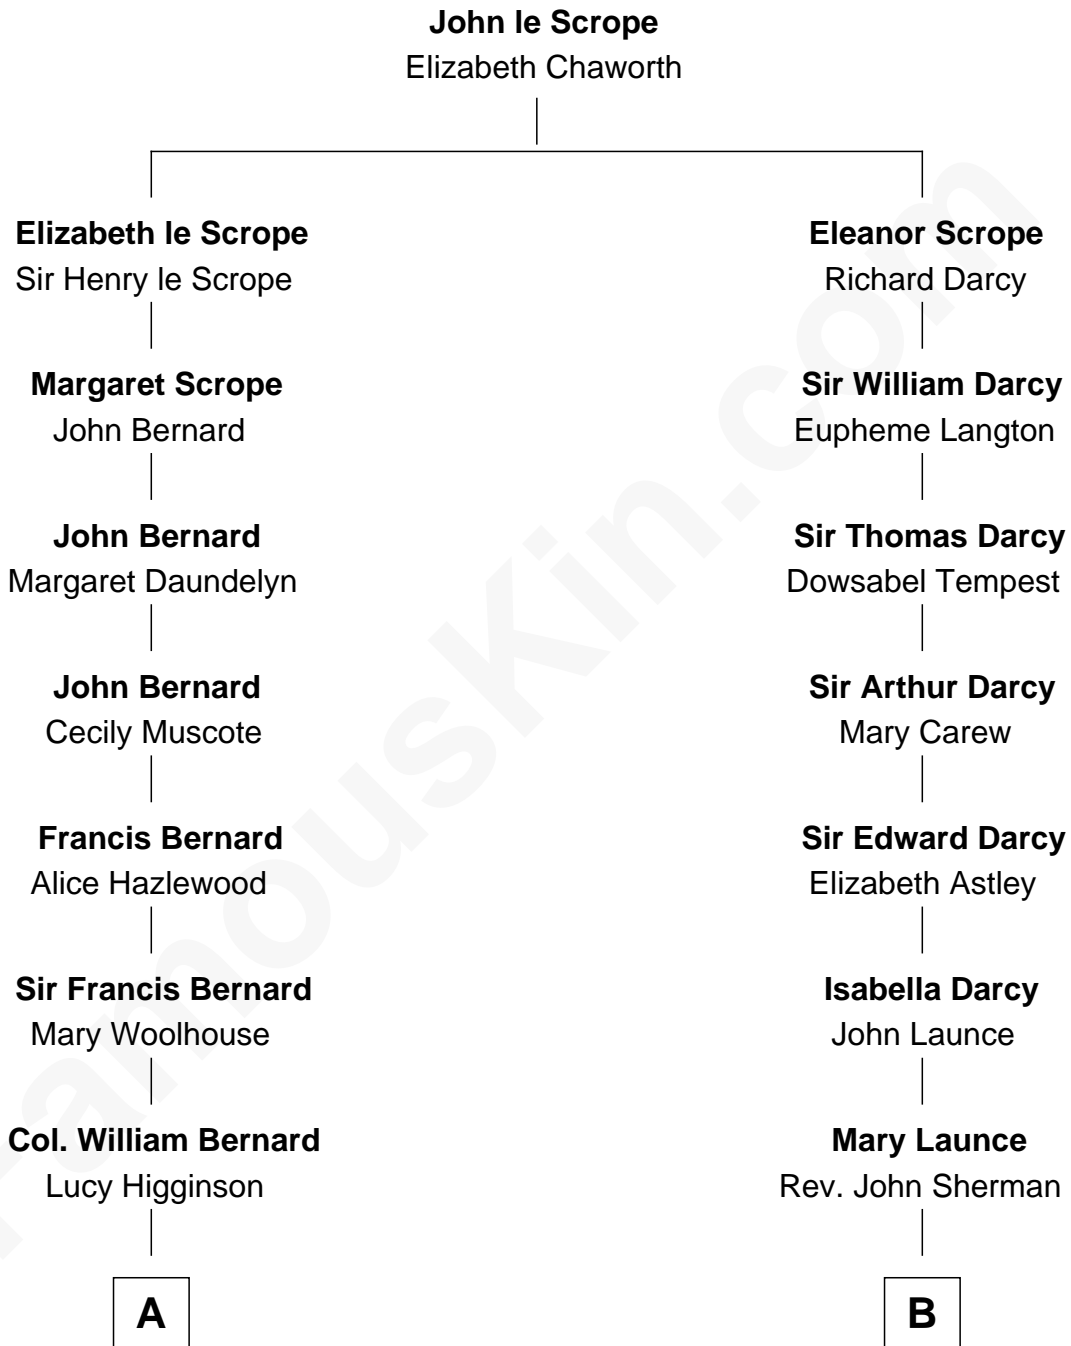 John le Scrope
Elizabeth Chaworth
Elizabeth le Scrope
Sir Henry le Scrope
Eleanor Scrope
Richard Darcy
Margaret Scrope
John Bernard
Sir William Darcy
Eupheme Langton
John Bernard
Margaret Daundelyn
Sir Thomas Darcy
Dowsabel Tempest
John Bernard
Cecily Muscote
Sir Arthur Darcy
Mary Carew
Francis Bernard
Alice Hazlewood
Sir Edward Darcy
Elizabeth Astley
Sir Francis Bernard
Mary Woolhouse
Isabella Darcy
John Launce
Col. William Bernard
Lucy Higginson
Mary Launce
Rev. John Sherman
A
B
FamousKin.com